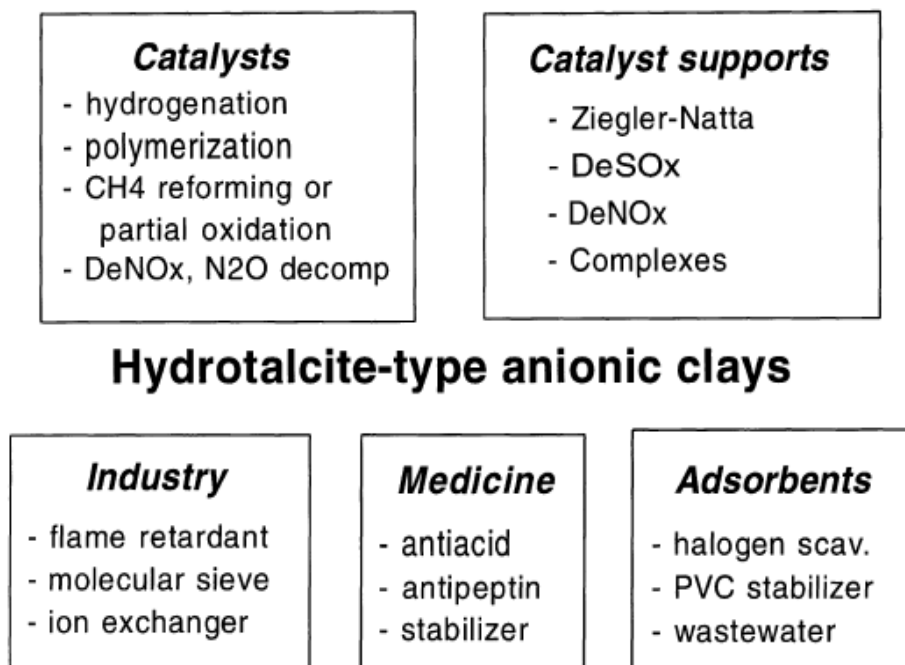 Catalysts
- hydrogenation
- polymerization
- CH4 reforming or
partial oxidation
- DeNOx, N2O decomp
Catalyst supports
- Ziegler-Natta
- DeSOx
- DeNOx
- Complexes
Hydrotalcite-type anionic clays
Industry
- flame retardant
- molecular sieve
- ion exchanger
Medicine
- antiacid
- antipeptin
- stabilizer
Adsorbents
- halogen scav.
- PVC stabilizer
- wastewater